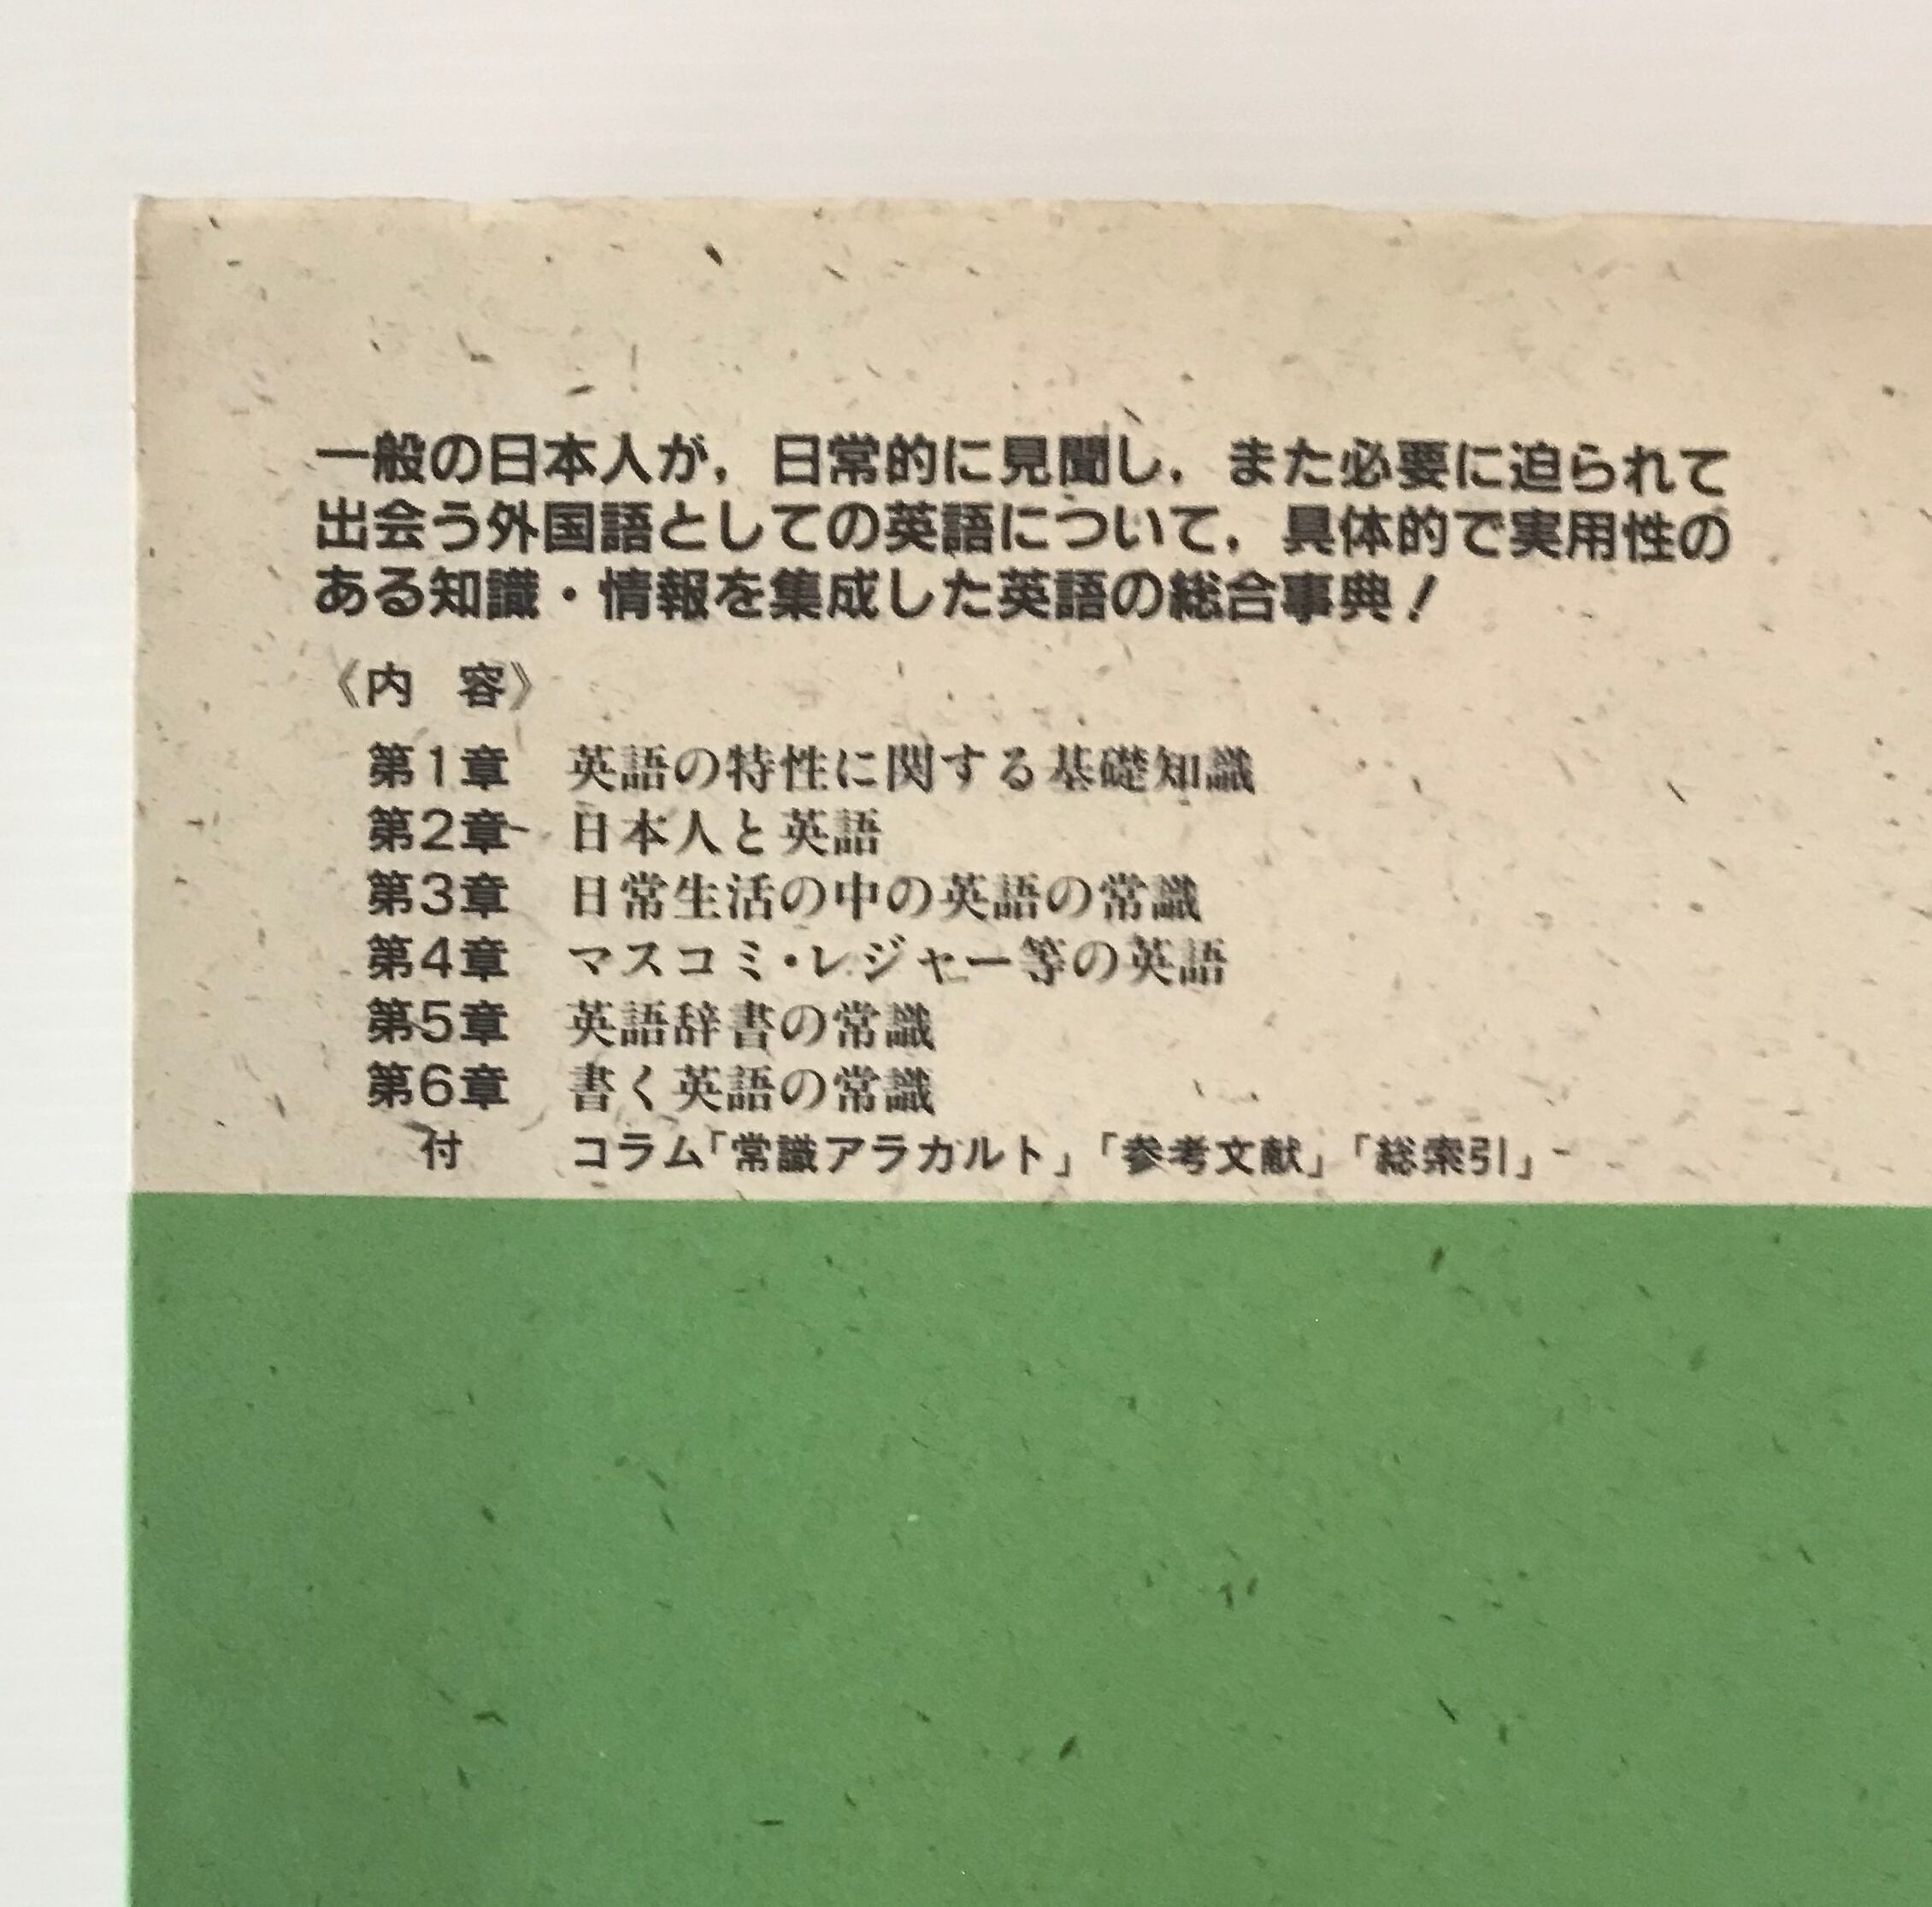 一般の日本人が，日常的に見聞し，また必要に迫られて
出会う外国語としての英語について，具体的で実用性の
ある知識・情報を集成した英語の総合事典！
《内　容》
第1章　英語の特性に関する基礎知識
第2章　日本人と英語
第3章　日常生活の中の英語の常識
第4章　マスコミ・レジャー等の英語
第5章　英語辞書の常識
第6章　書く英語の常識
付　コラム「常識アラカルト」「参考文献」「総索引」